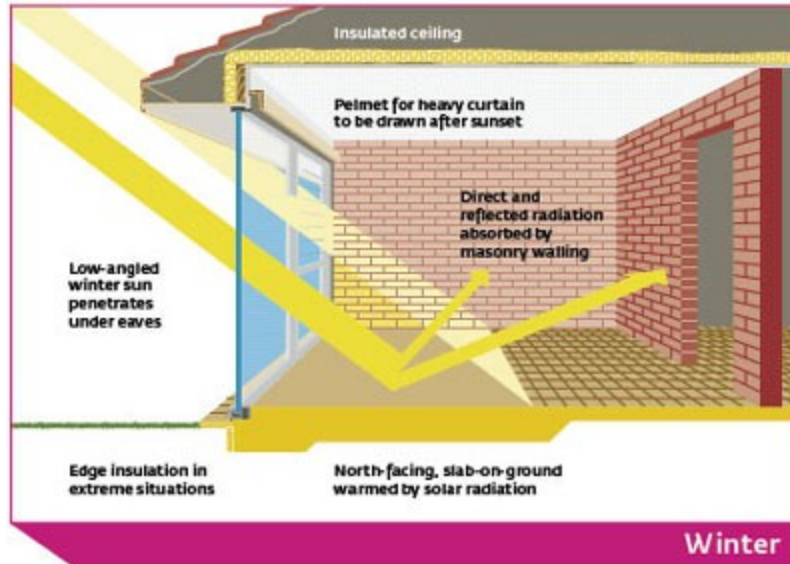 Insulated ceiling
Pelmet for heavy curtain
to be drawn after sunset
Direct and
reflected radiation
absorbed by
masonry walling
Low-angled
winter sun
penetrates
under eaves
Edge insulation in
extreme situations
North-facing, slab-on-ground
warmed by solar radiation
Winter